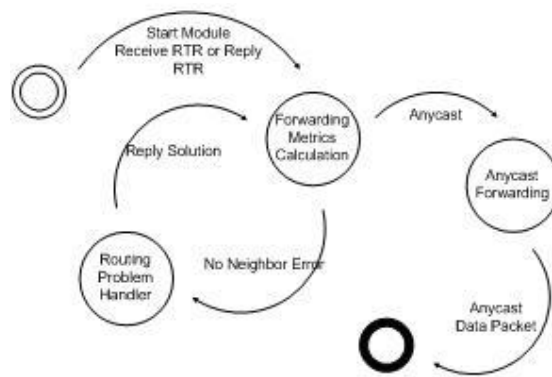 Start Module
Receive RTR or Reply
RTR
Forwarding
Metrics
Calculation
Anycast
Reply Solution
Anycast
Forwarding
Routing
Problem
Handler
No Neighbor Error
Anycast
Data Packet